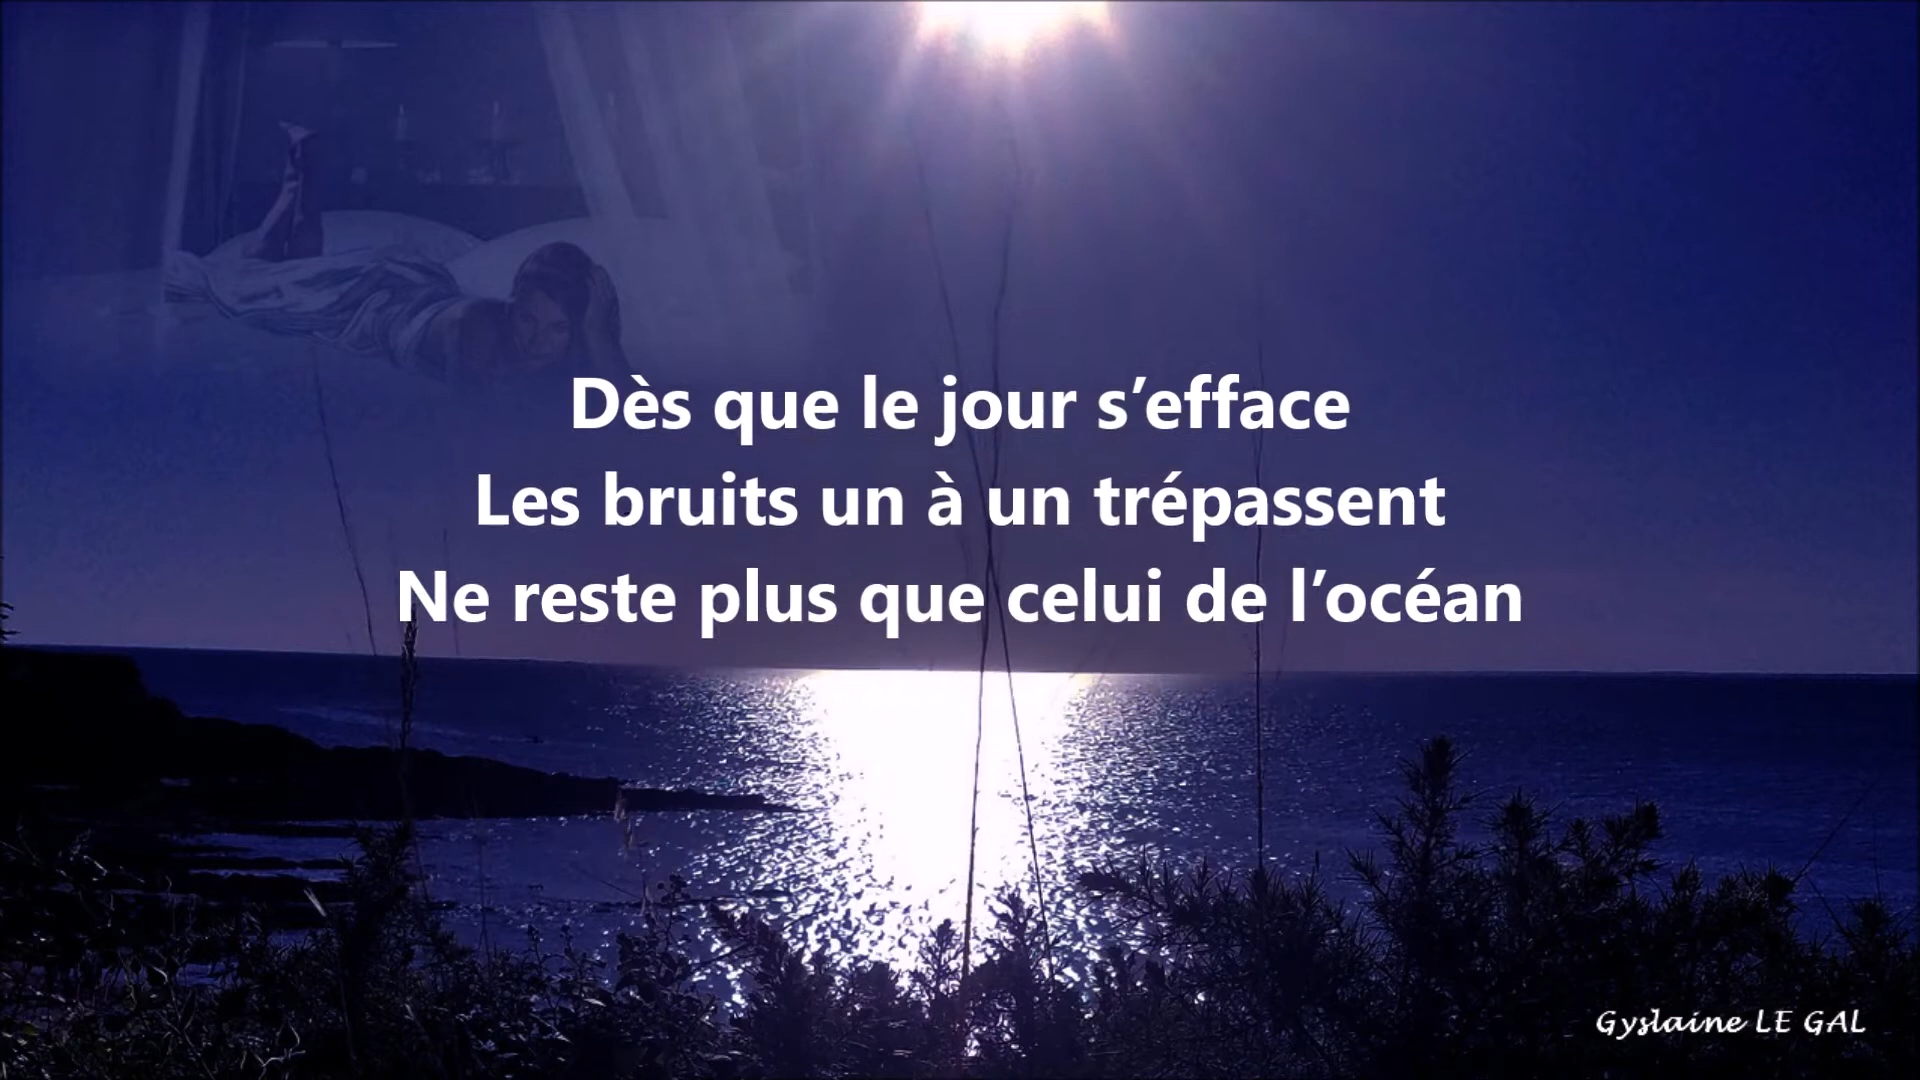 Dès que le jour s’efface
Les bruits un à un trépassent
Ne reste plus que celui de l’océan
Gyslaine LE GAL